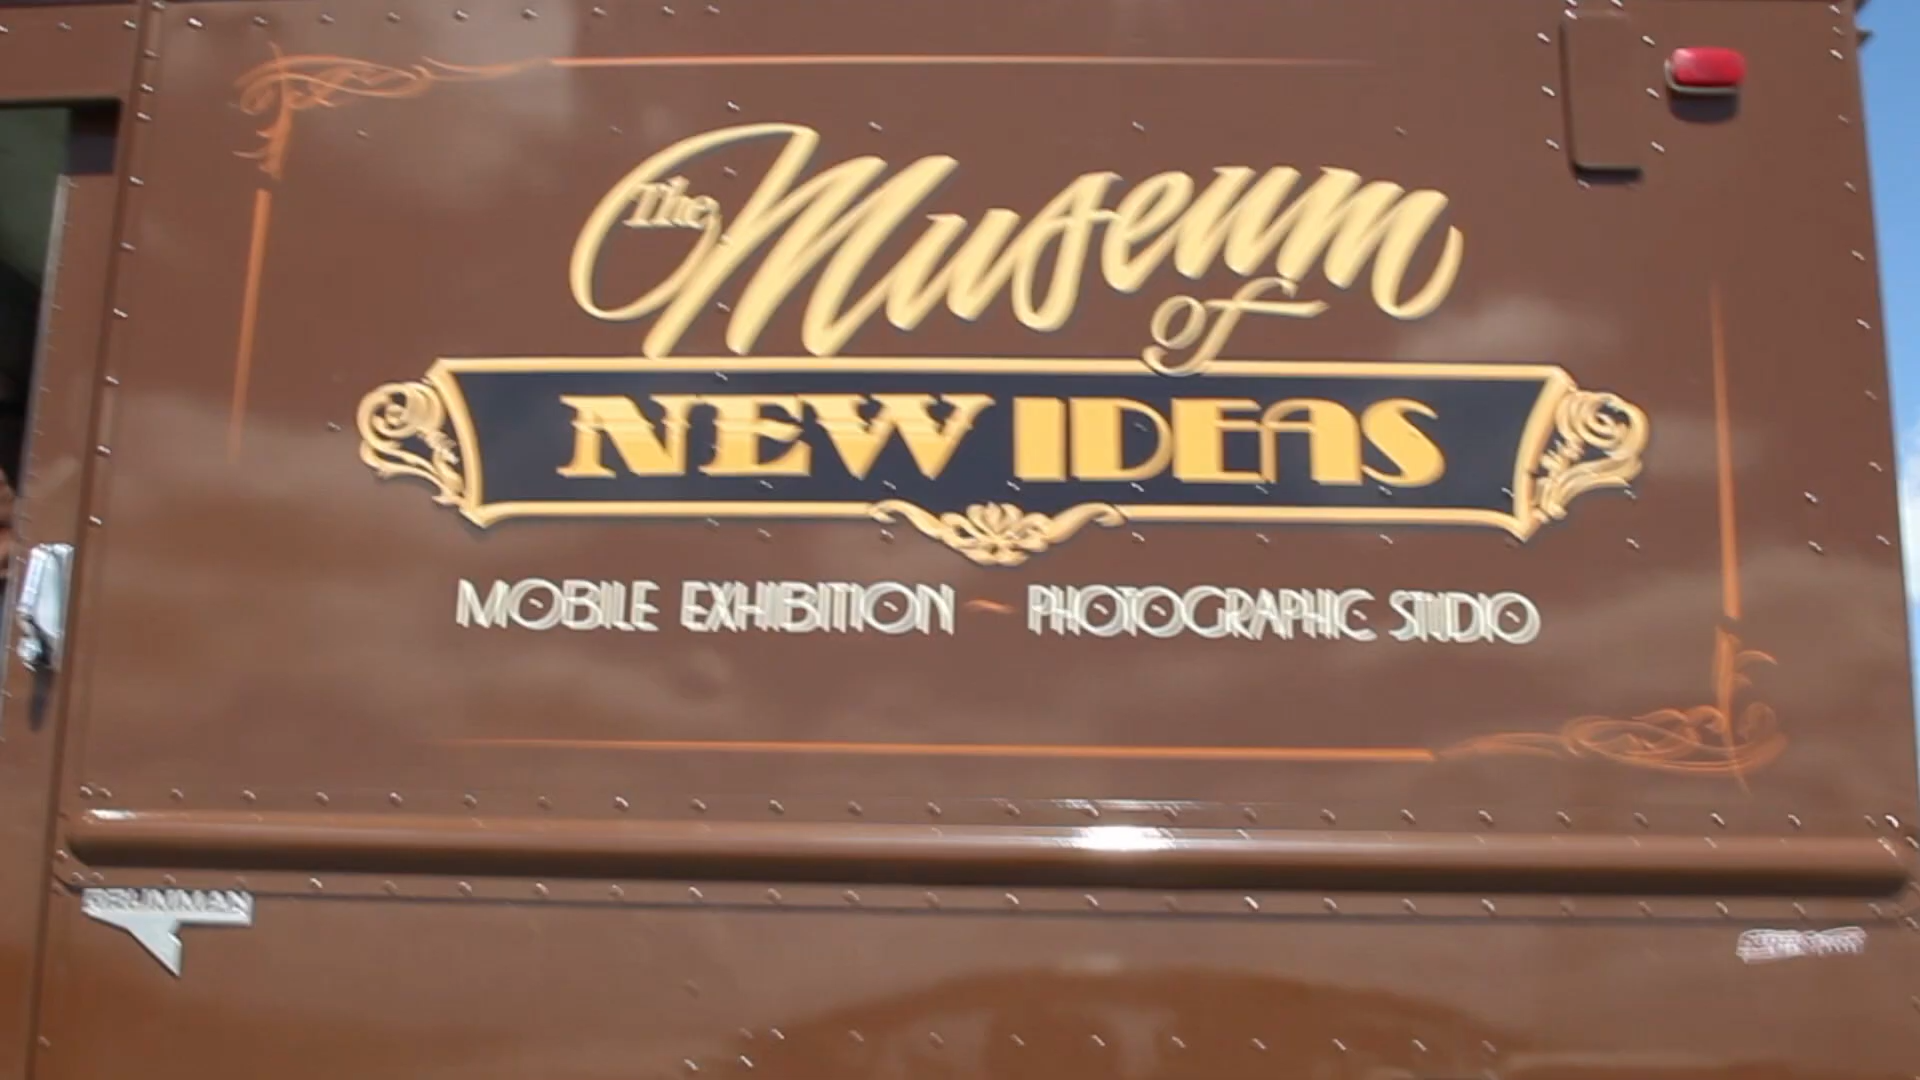 The Museum
of
NEW IDEAS
MOBILE EXHIBITION - PHOTOGRAPHIC STUDIO
GRUMMAN